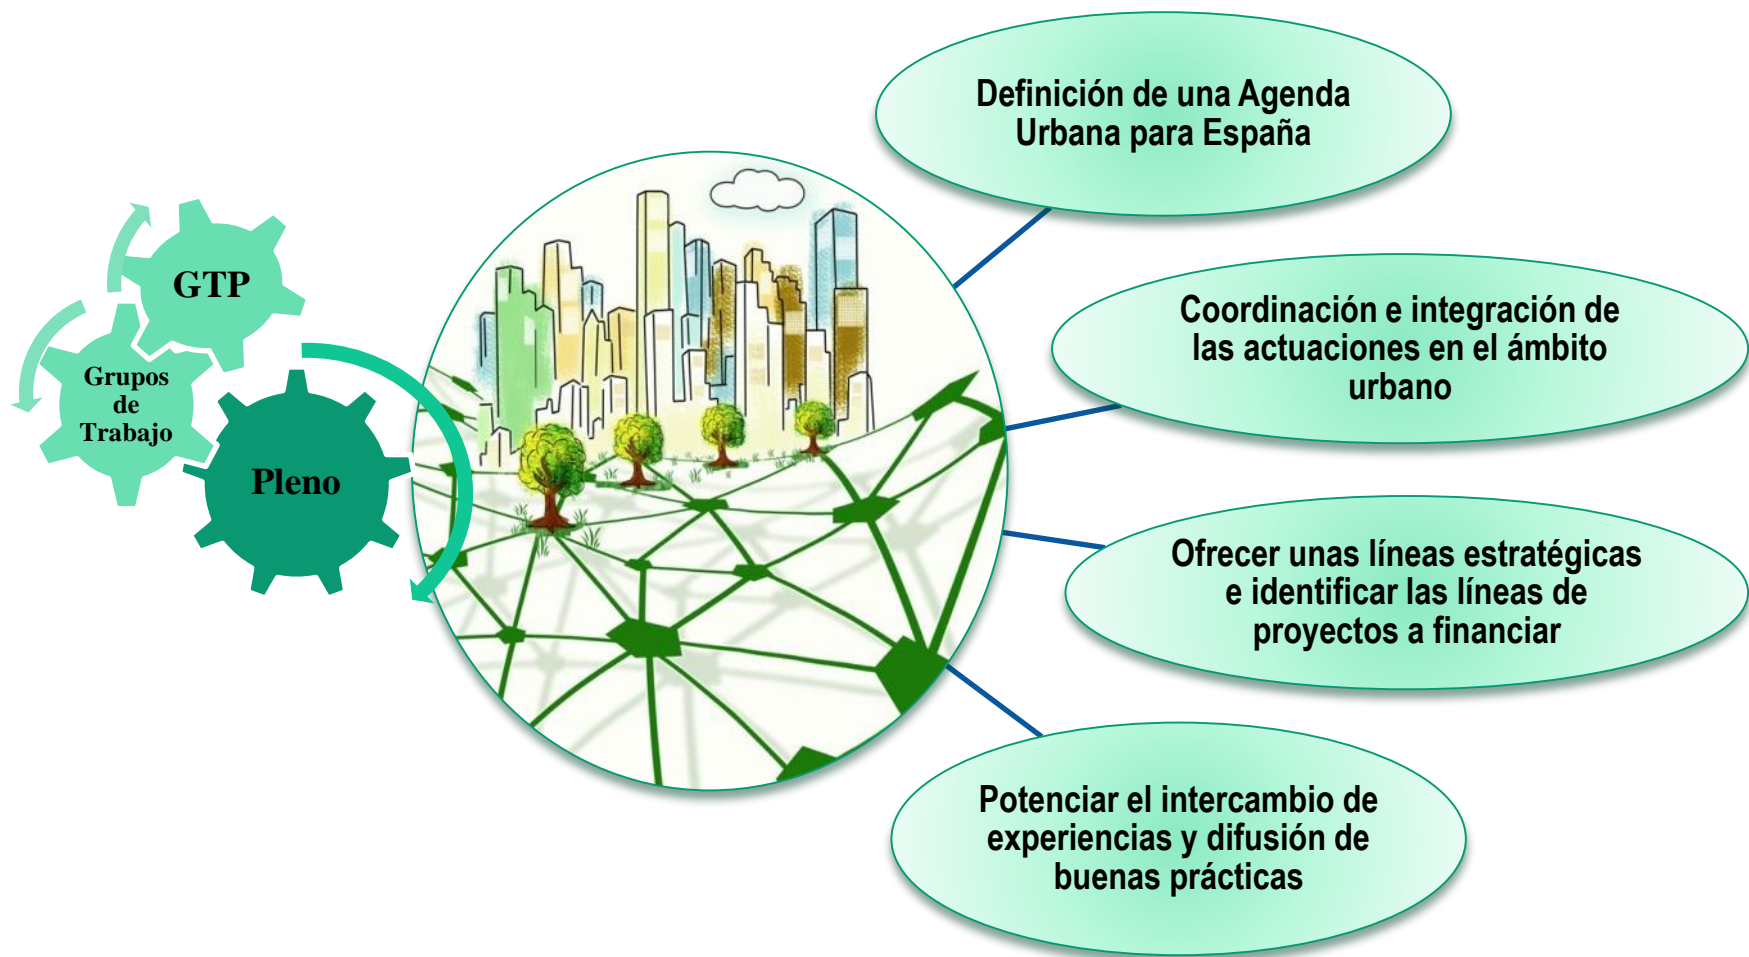 GTP
Grupos
de
Trabajo
Pleno
Definición de una Agenda
Urbana para España
Coordinación e integración de
las actuaciones en el ámbito
urbano
Ofrecer unas líneas estratégicas
e identificar las líneas de
proyectos a financiar
Potenciar el intercambio de
experiencias y difusión de
buenas prácticas